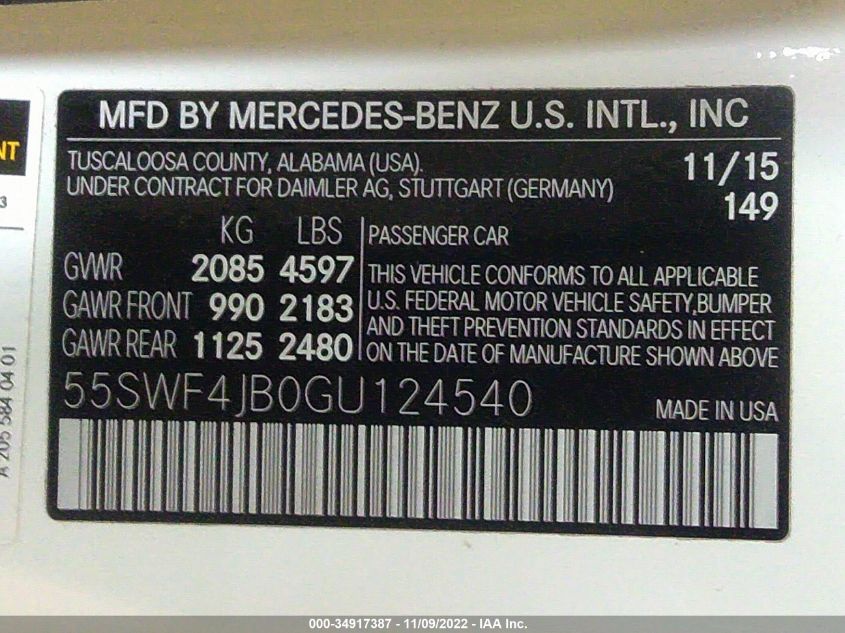 MFD BY MERCEDES-BENZ U.S. INTL., INC
TUSCALOOSA COUNTY, ALABAMA (USA).
UNDER CONTRACT FOR DAIMLER AG, STUTTGART (GERMANY)
11/15
149
KG LBS
GVWR 2085 4597
GAWR FRONT 990 2183
GAWR REAR 1125 2480
PASSENGER CAR
THIS VEHICLE CONFORMS TO ALL APPLICABLE
U.S. FEDERAL MOTOR VEHICLE SAFETY,BUMPER
AND THEFT PREVENTION STANDARDS IN EFFECT
ON THE DATE OF MANUFACTURE SHOWN ABOVE
55SWF4JB0GU124540
MADE IN USA
NT
3
A 205 584 04 01
000-34917387 - 11/09/2022 - IAA Inc.